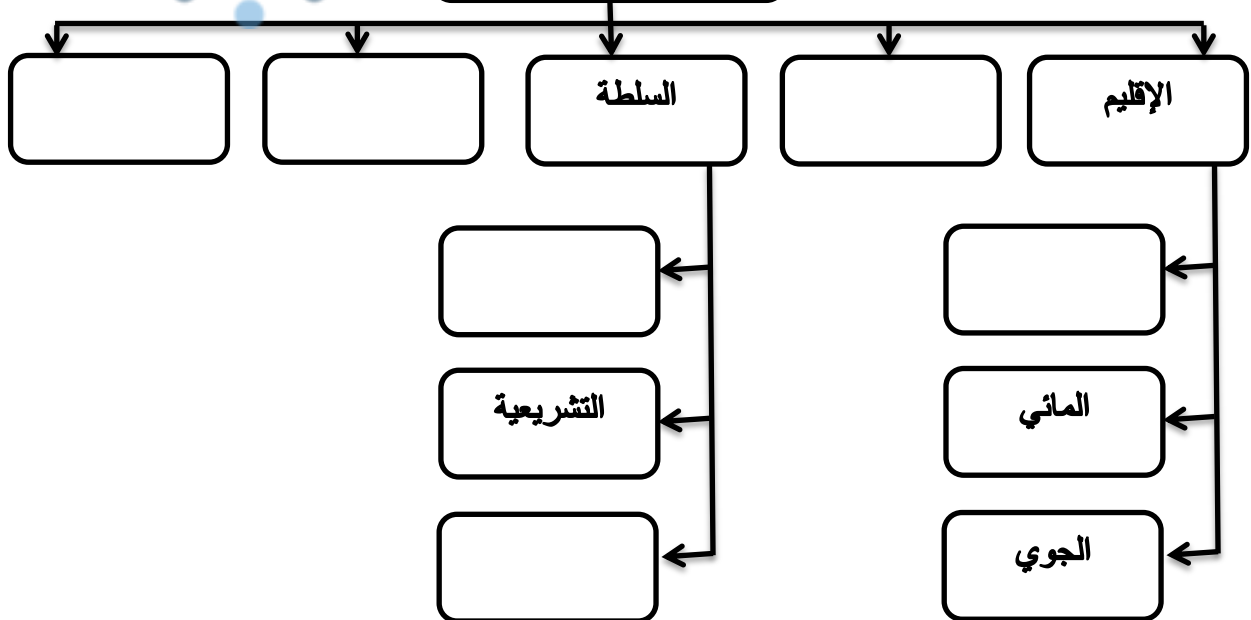 الإقليم
السلطة
المائي
التشريعية
الجوي